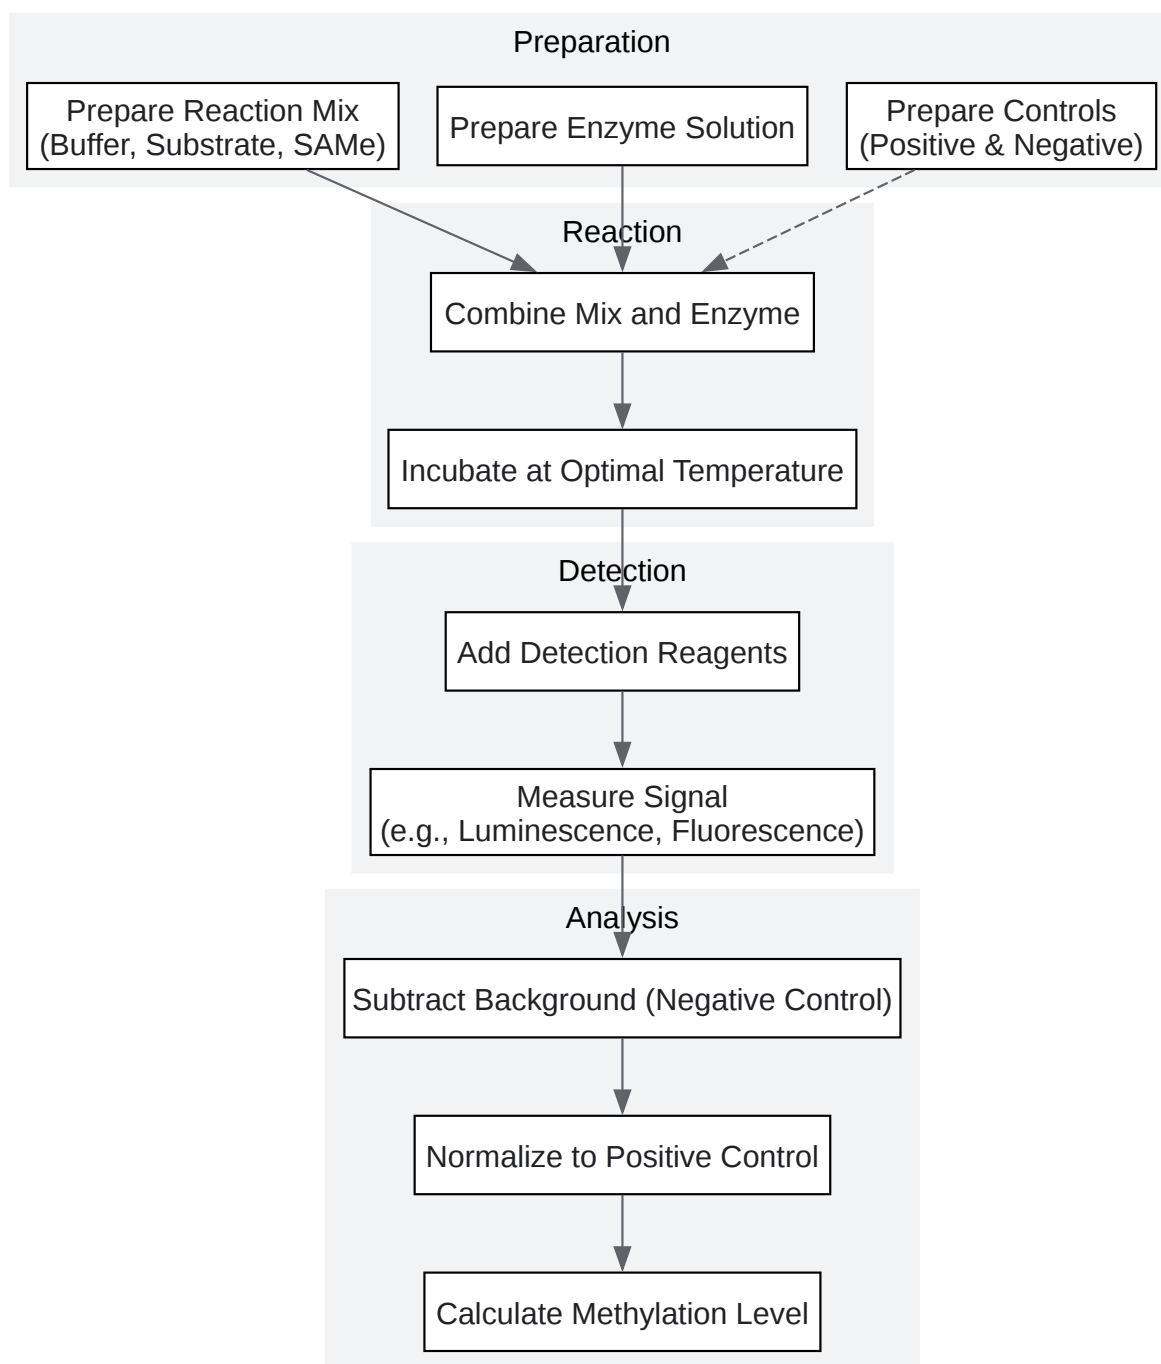 Preparation
Prepare Reaction Mix
(Buffer, Substrate, SAMe)
Prepare Enzyme Solution
Prepare Controls
(Positive & Negative)
Reaction
Combine Mix and Enzyme
Incubate at Optimal Temperature
Detection
Add Detection Reagents
Measure Signal
(e.g., Luminescence, Fluorescence)
Analysis
Subtract Background (Negative Control)
Normalize to Positive Control
Calculate Methylation Level